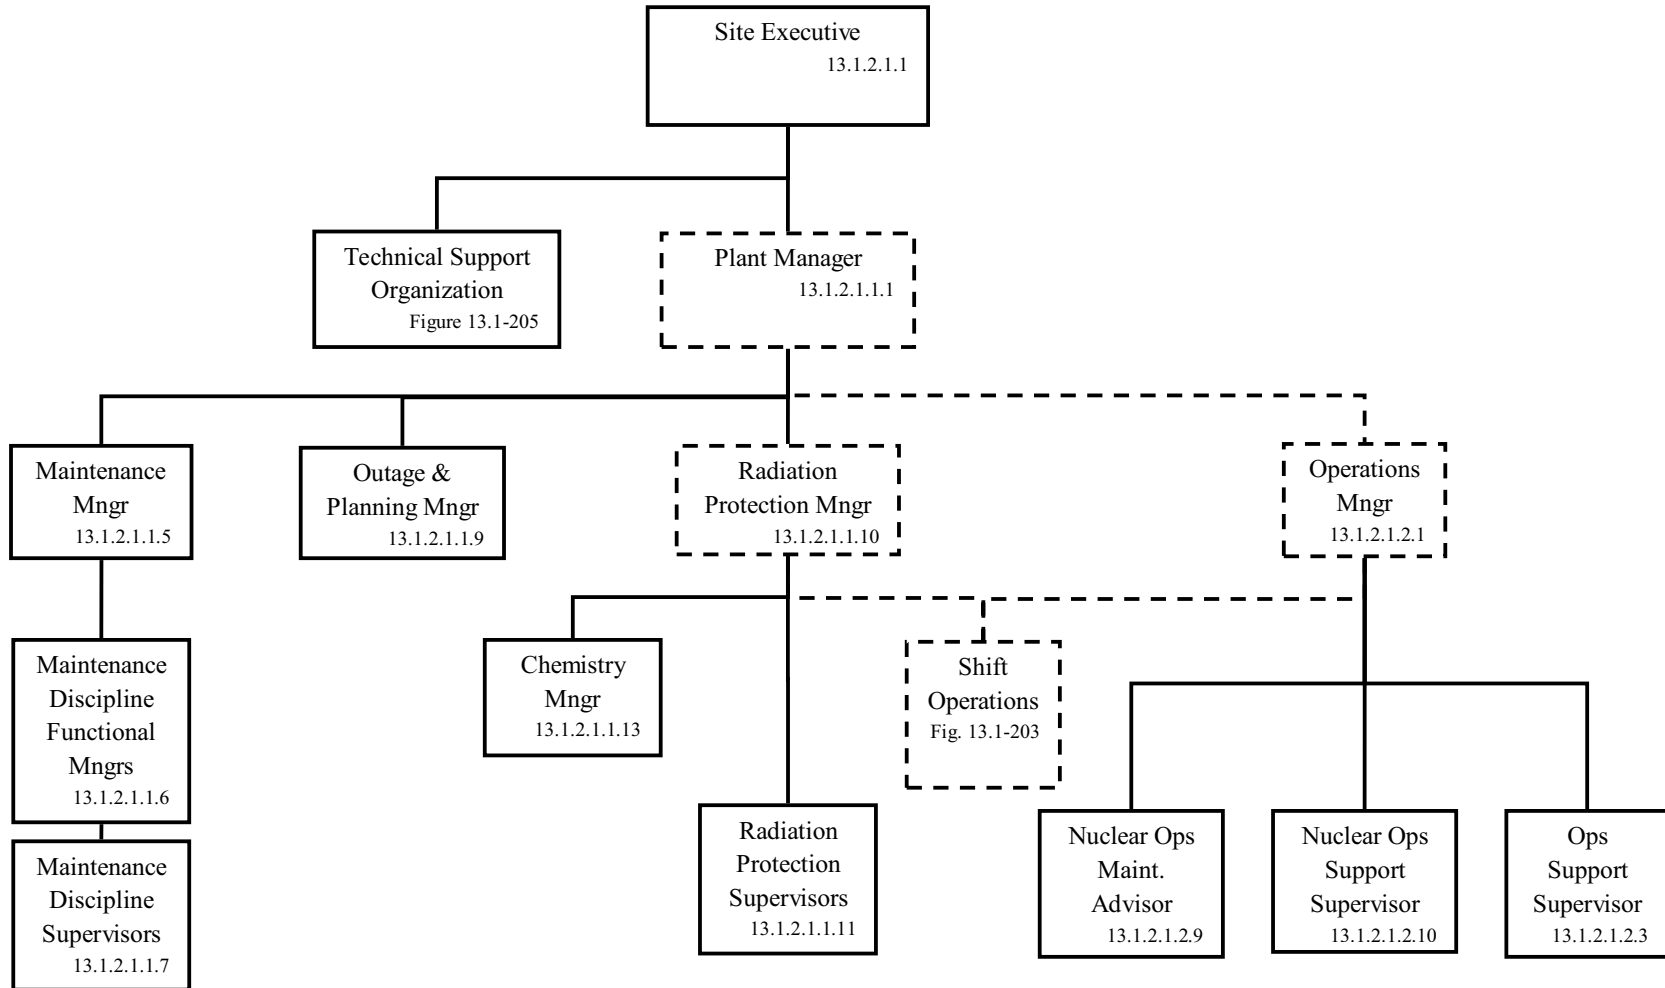 Site Executive
13.1.2.1.1
Technical Support
Organization
Figure 13.1-205
Plant Manager
13.1.2.1.1.1
Maintenance
Mngr
13.1.2.1.1.5
Outage &
Planning Mngr
13.1.2.1.1.9
Radiation
Protection Mngr
13.1.2.1.1.10
Operations
Mngr
13.1.2.1.2.1
Maintenance
Discipline
Functional
Mngrs
13.1.2.1.1.6
Chemistry
Mngr
13.1.2.1.1.13
Shift
Operations
Fig. 13.1-203
Maintenance
Discipline
Supervisors
13.1.2.1.1.7
Radiation
Protection
Supervisors
13.1.2.1.1.11
Nuclear Ops
Maint.
Advisor
13.1.2.1.2.9
Nuclear Ops
Support
Supervisor
13.1.2.1.2.10
Ops
Support
Supervisor
13.1.2.1.2.3